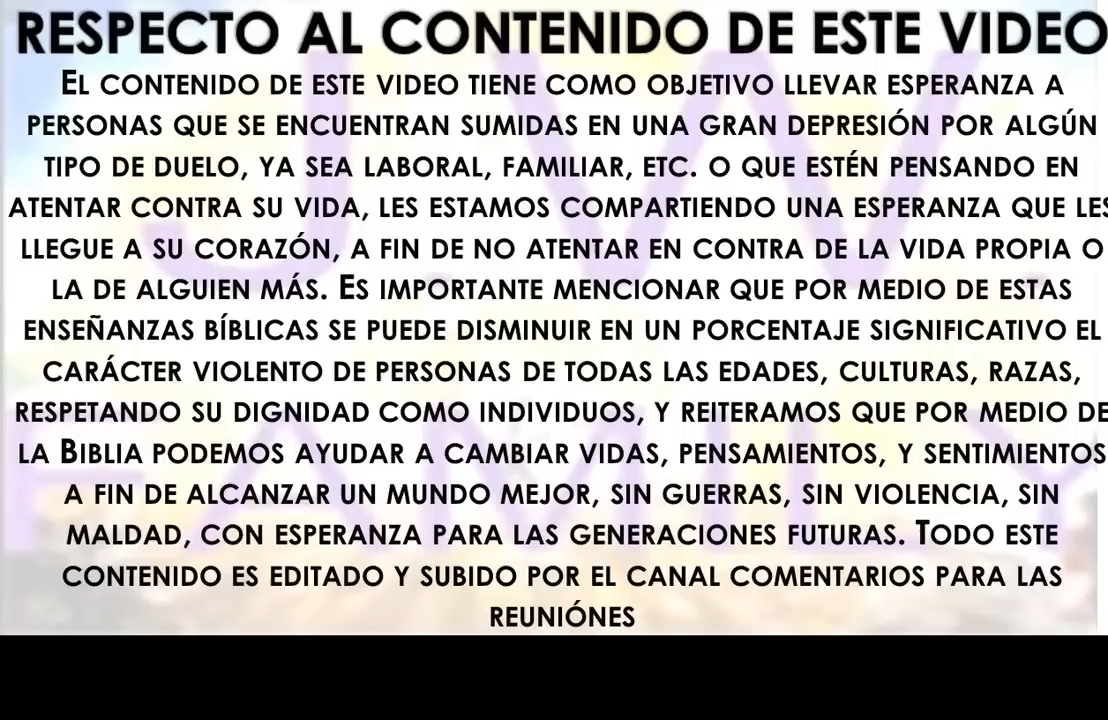 RESPECTO AL CONTENIDO DE ESTE VIDEO
EL CONTENIDO DE ESTE VIDEO TIENE COMO OBJETIVO LLEVAR ESPERANZA A
PERSONAS QUE SE ENCUENTRAN SUMIDAS EN UNA GRAN DEPRESIÓN POR ALGÚN
TIPO DE DUELO, YA SEA LABORAL, FAMILIAR, ETC. O QUE ESTÉN PENSANDO EN
ATENTAR CONTRA SU VIDA, LES ESTAMOS COMPARTIENDO UNA ESPERANZA QUE LES
LLEGUE A SU CORAZÓN, A FIN DE NO ATENTAR EN CONTRA DE LA VIDA PROPIA O
LA DE ALGUIEN MÁS. ES IMPORTANTE MENCIONAR QUE POR MEDIO DE ESTAS
ENSEÑANZAS BÍBLICAS SE PUEDE DISMINUIR EN UN PORCENTAJE SIGNIFICATIVO EL
CARÁCTER VIOLENTO DE PERSONAS DE TODAS LAS EDADES, CULTURAS, RAZAS,
RESPETANDO SU DIGNIDAD COMO INDIVIDUOS, Y REITERAMOS QUE POR MEDIO DE
LA BIBLIA PODEMOS AYUDAR A CAMBIAR VIDAS, PENSAMIENTOS, Y SENTIMIENTOS
A FIN DE ALCANZAR UN MUNDO MEJOR, SIN GUERRAS, SIN VIOLENCIA, SIN
MALDAD, CON ESPERANZA PARA LAS GENERACIONES FUTURAS. TODO ESTE
CONTENIDO ES EDITADO Y SUBIDO POR EL CANAL COMENTARIOS PARA LAS
REUNIÓNES